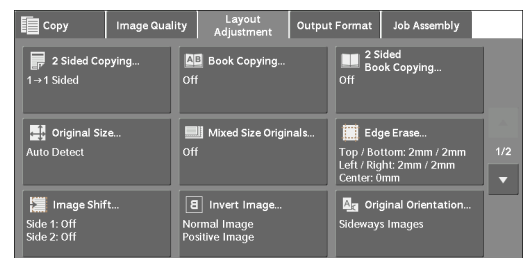 Copy
Image Quality
Layout
Adjustment
Output Format
Job Assembly
2 Sided Copying...
1→1 Sided
AB
Book Copying...
Off
2 Sided
Book Copying...
Off
Original Size...
Auto Detect
Mixed Size Originals...
Off
Edge Erase...
Top / Bottom: 2mm / 2mm
Left / Right: 2mm / 2mm
Center: 0mm
1/2
Image Shift...
Side 1: Off
Side 2: Off
Invert Image...
Normal Image
Positive Image
A
Original Orientation...
Sideways Images